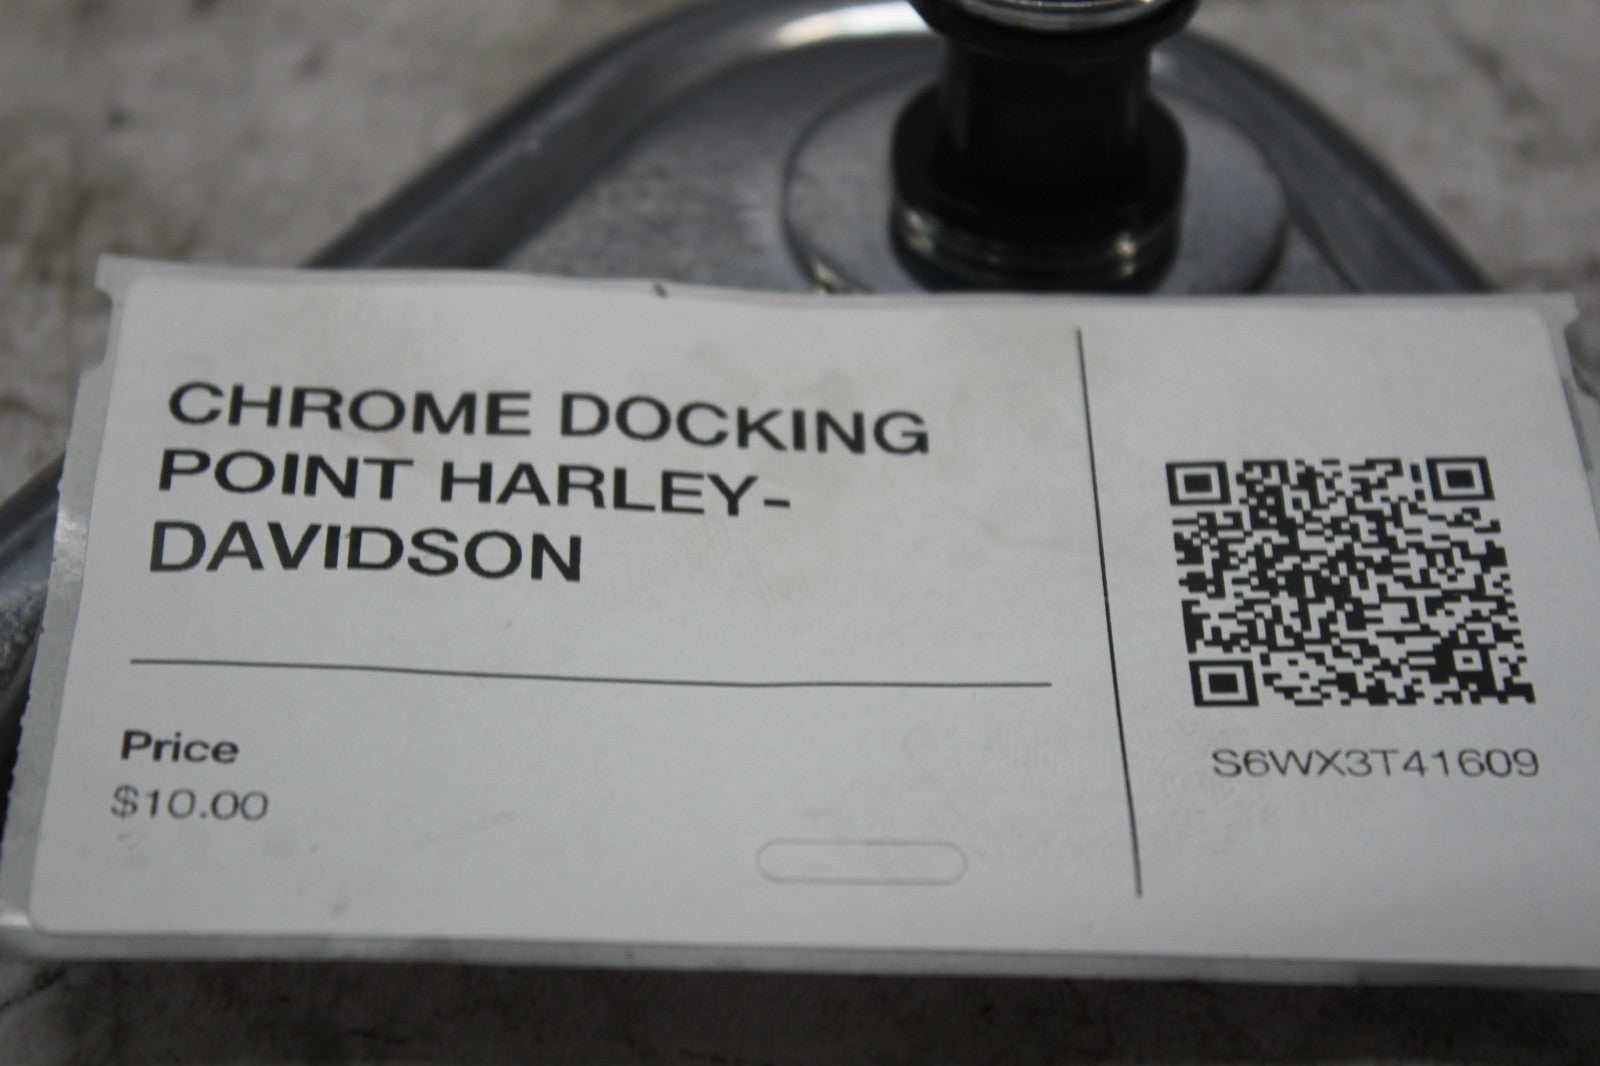 CHROME DOCKING
POINT HARLEY-
DAVIDSON
Price
$10.00
S6WX3T41609